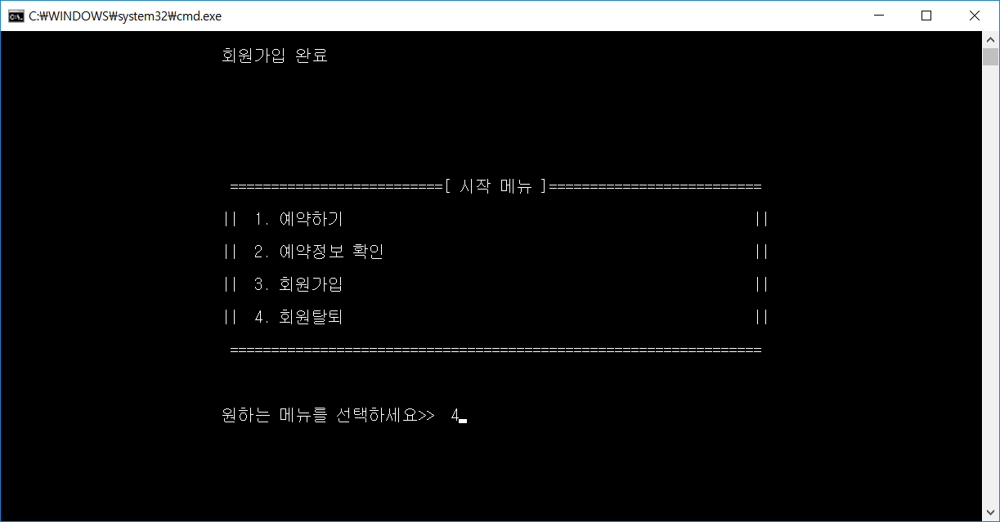 C:₩WINDOWS₩system32₩cmd.exe
회원가입 완료
==========================[ 시작 메뉴 ]==========================
||  1. 예약하기                                                  ||
||  2. 예약정보 확인                                             ||
||  3. 회원가입                                                  ||
||  4. 회원탈퇴                                                  ||
=================================================================
원하는 메뉴를 선택하세요>>  4